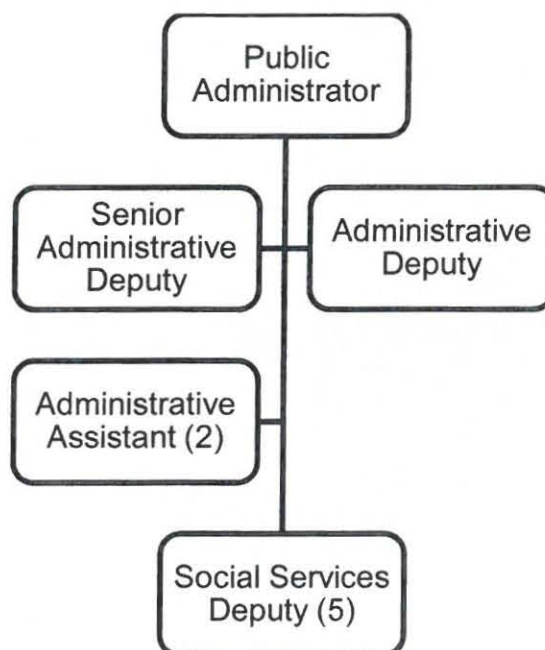 Public
Administrator
Senior
Administrative
Deputy
Administrative
Deputy
Administrative
Assistant (2)
Social Services
Deputy (5)